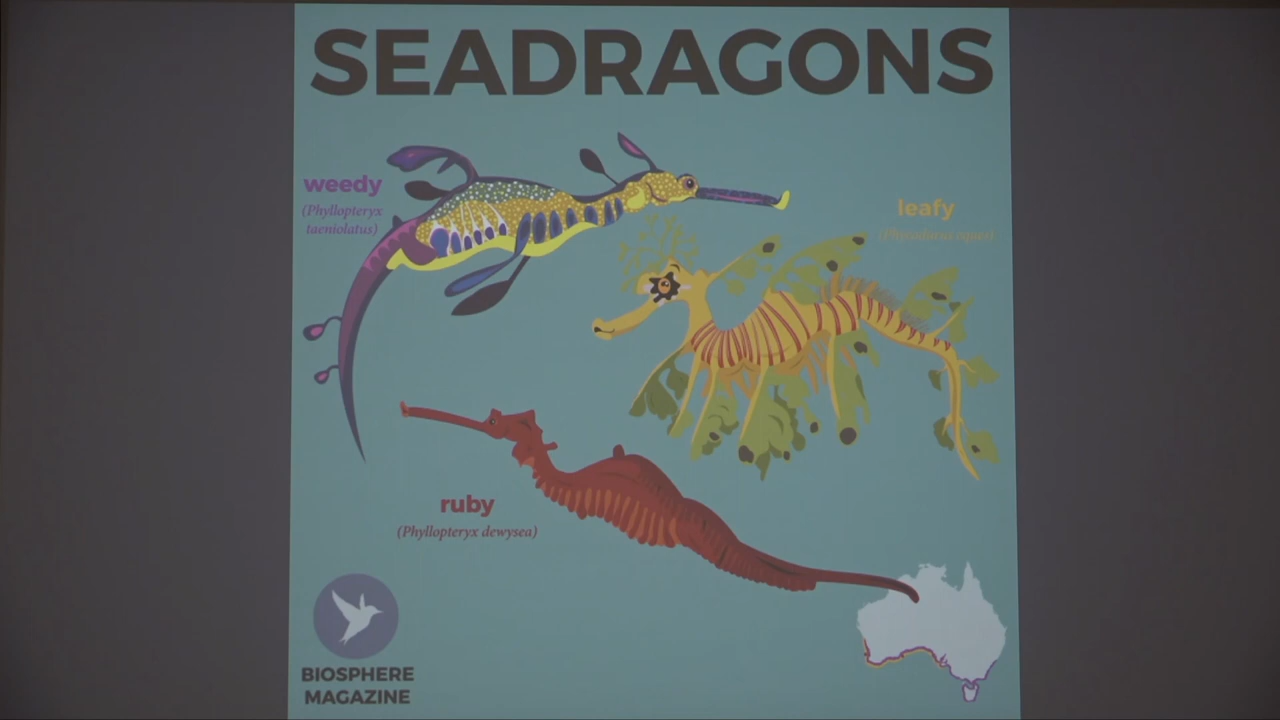 SEADRAGONS
weedy
(Phyllopteryx
taeniolatus)
leafy
ruby
(Phyllopteryx dewysea)
BIOSPHERE
MAGAZINE